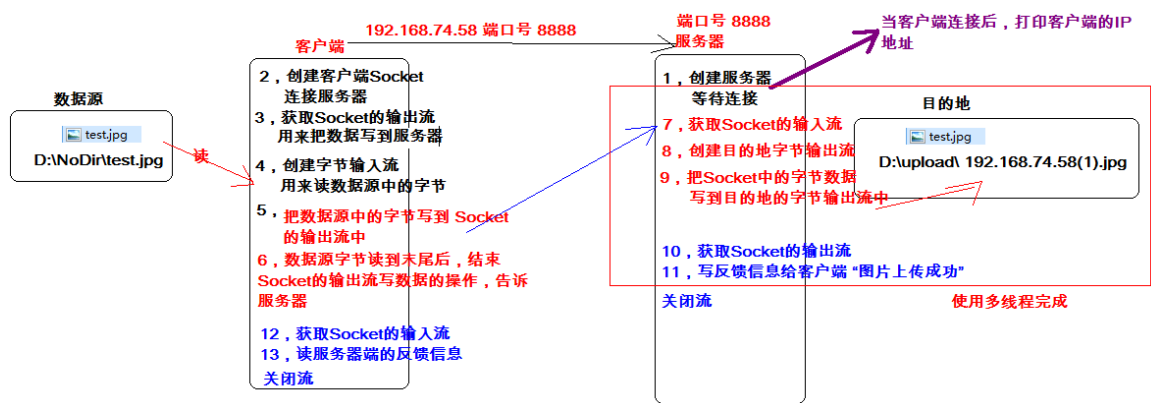 192.168.74.58 端口号 8888
客户端
端口号 8888
服务器
当客户端连接后，打印客户端的IP
地址
数据源
test.jpg
D:\NoDir\test.jpg
读
2，创建客户端Socket
连接服务器
3，获取Socket的输出流
用来把数据写到服务器
4，创建字节输入流
用来读数据源中的字节
5，把数据源中的字节写到 Socket
的输出流中
6，数据源字节读到末尾后，结束
Socket的输出流写数据的操作，告诉
服务器
12，获取Socket的输入流
13，读服务器端的反馈信息
关闭流
1，创建服务器
等待连接
7，获取Socket的输入流
8，创建目的地字节输出流
9，把Socket中的字节数据
写到目的地的字节输出流中
10，获取Socket的输出流
11，写反馈信息给客户端 “图片上传成功”
关闭流
目的地
test.jpg
D:\upload\ 192.168.74.58(1).jpg
使用多线程完成